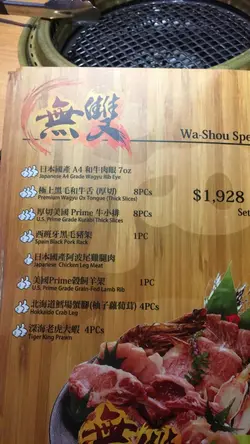 無雙
Wa-Shou Spe
日本國產 A4 和牛肉眼 7oz
Japanese A4 Grade Wagyu Rib Eye
極上黑毛和牛舌 (厚切) 8PCs
Premium Wagyu Ox Tongue (Thick Slices)
$1,928
Set
厚切美國 Prime 牛小排 8PCs
U.S. Prime Grade Kurabi Thick Slices
西班牙黑毛豬架 1PC
Spain Black Pork Rack
日本國產阿波尾雞腿肉
Japanese Chicken Leg Meat
美國Prime穀飼羊架 1PC
U.S. Prime Grade Grain-Fed Lamb Rib
北海道鱈場蟹腳(柚子蘿蔔蓉) 4PCs
Hokkaido Crab Leg
深海老虎大蝦 4PCs
Tiger King Prawn